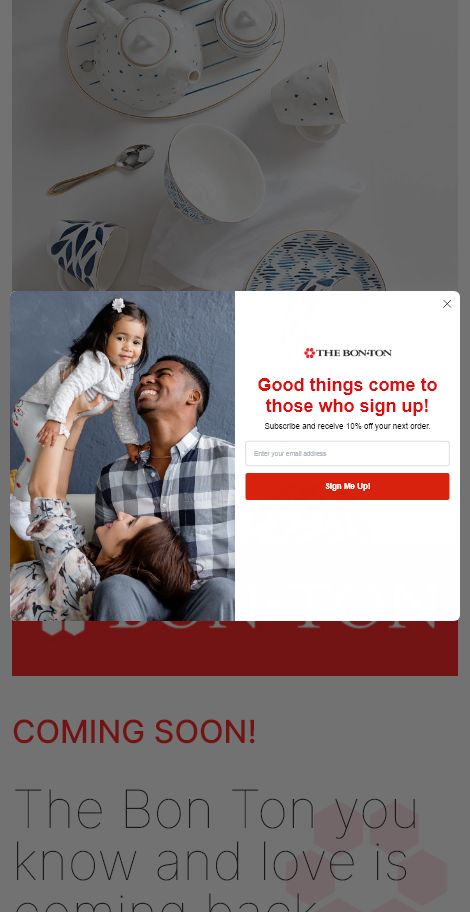 THE BON•TON
Good things come to
those who sign up!
Subscribe and receive 10% off your next order.
Enter your email address
Sign Me Up!
BON•TON
COMING SOON!
The Bon Ton you
know and love is
coming back